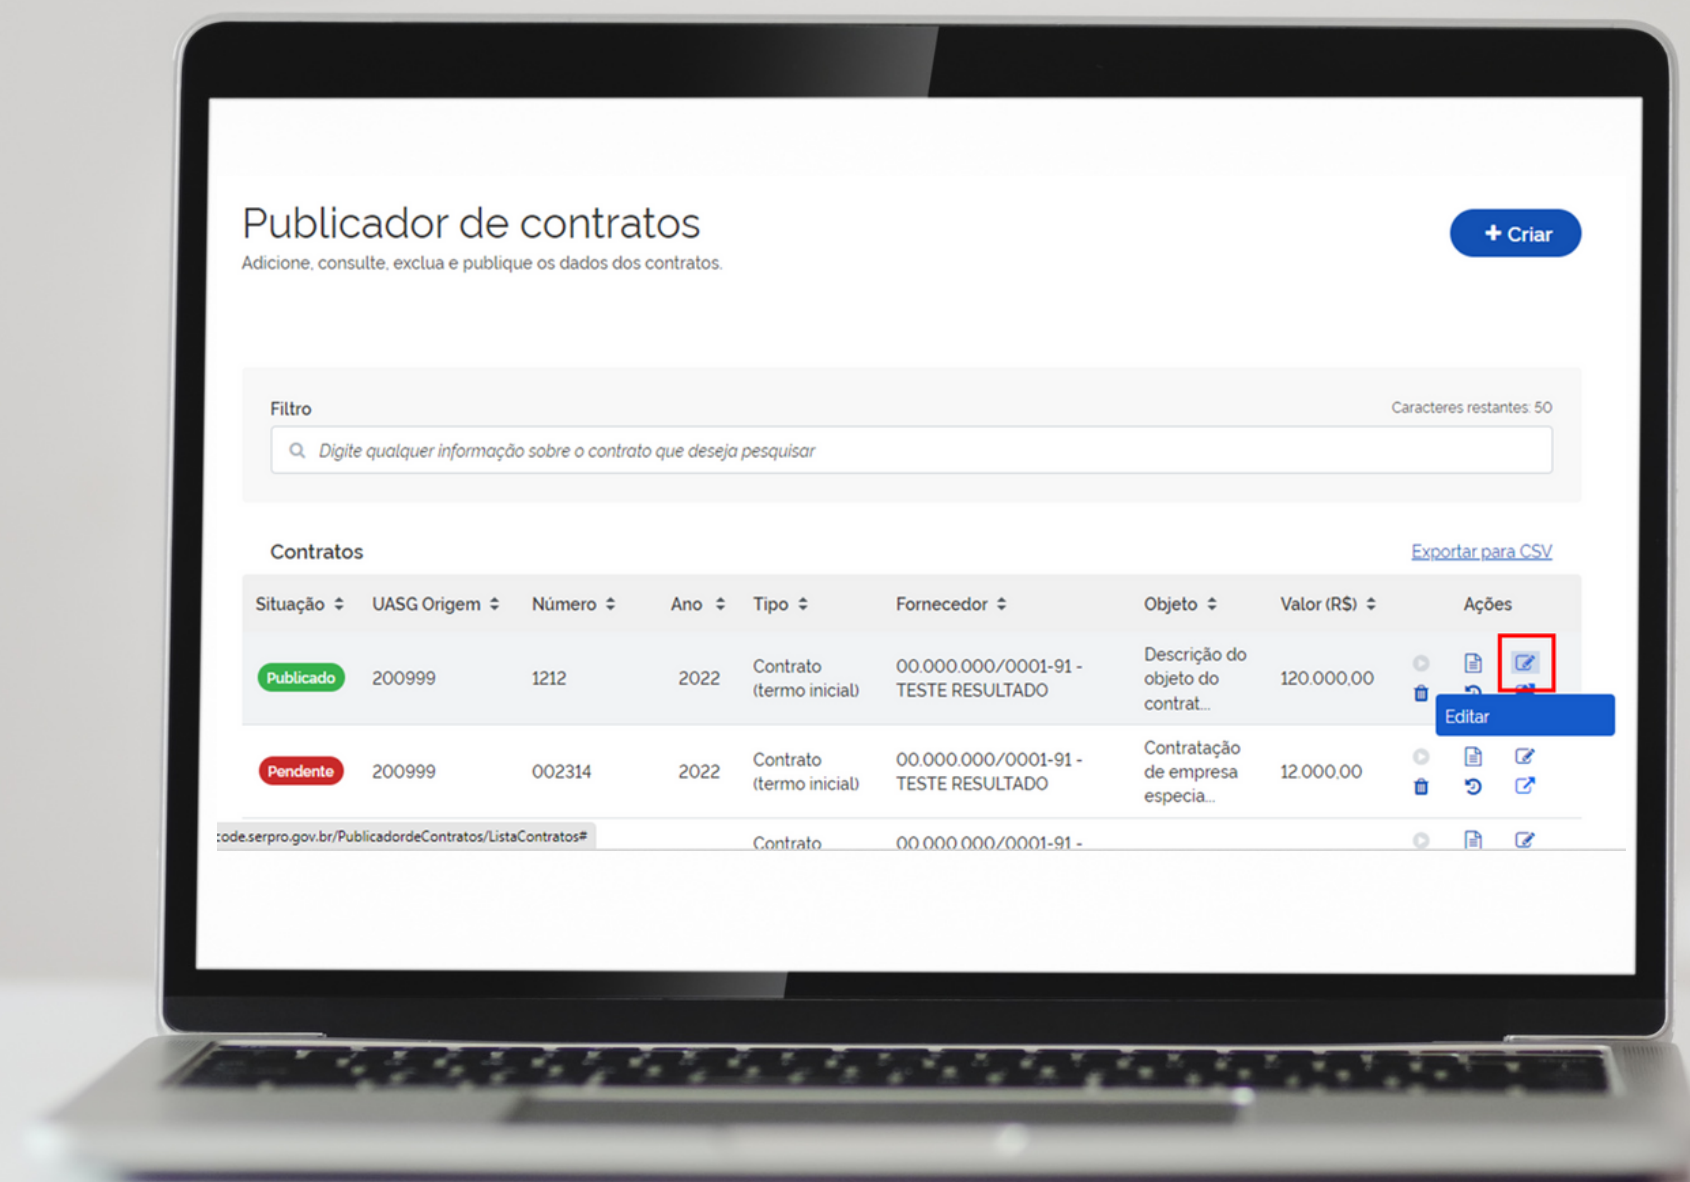 Publicador de contratos
+ Criar
Adicione, consulte, exclua e publique os dados dos contratos.
Filtro
Caracteres restantes: 50
Digite qualquer informação sobre o contrato que deseja pesquisar
Contratos
Exportar para CSV
Situação UASG Origem Número Ano Tipo Fornecedor Objeto Valor (R$) Ações
Publicado 200999 1212 2022 Contrato (termo inicial) 00.000.000/0001-91 - TESTE RESULTADO Descrição do objeto do contrat... 120.000,00
Editar
Pendente 200999 002314 2022 Contrato (termo inicial) 00.000.000/0001-91 - TESTE RESULTADO Contratação de empresa especia... 12.000,00
code.serpro.gov.br/PublicadordeContratos/ListaContratos#
Contrato 00.000.000/0001-91 -